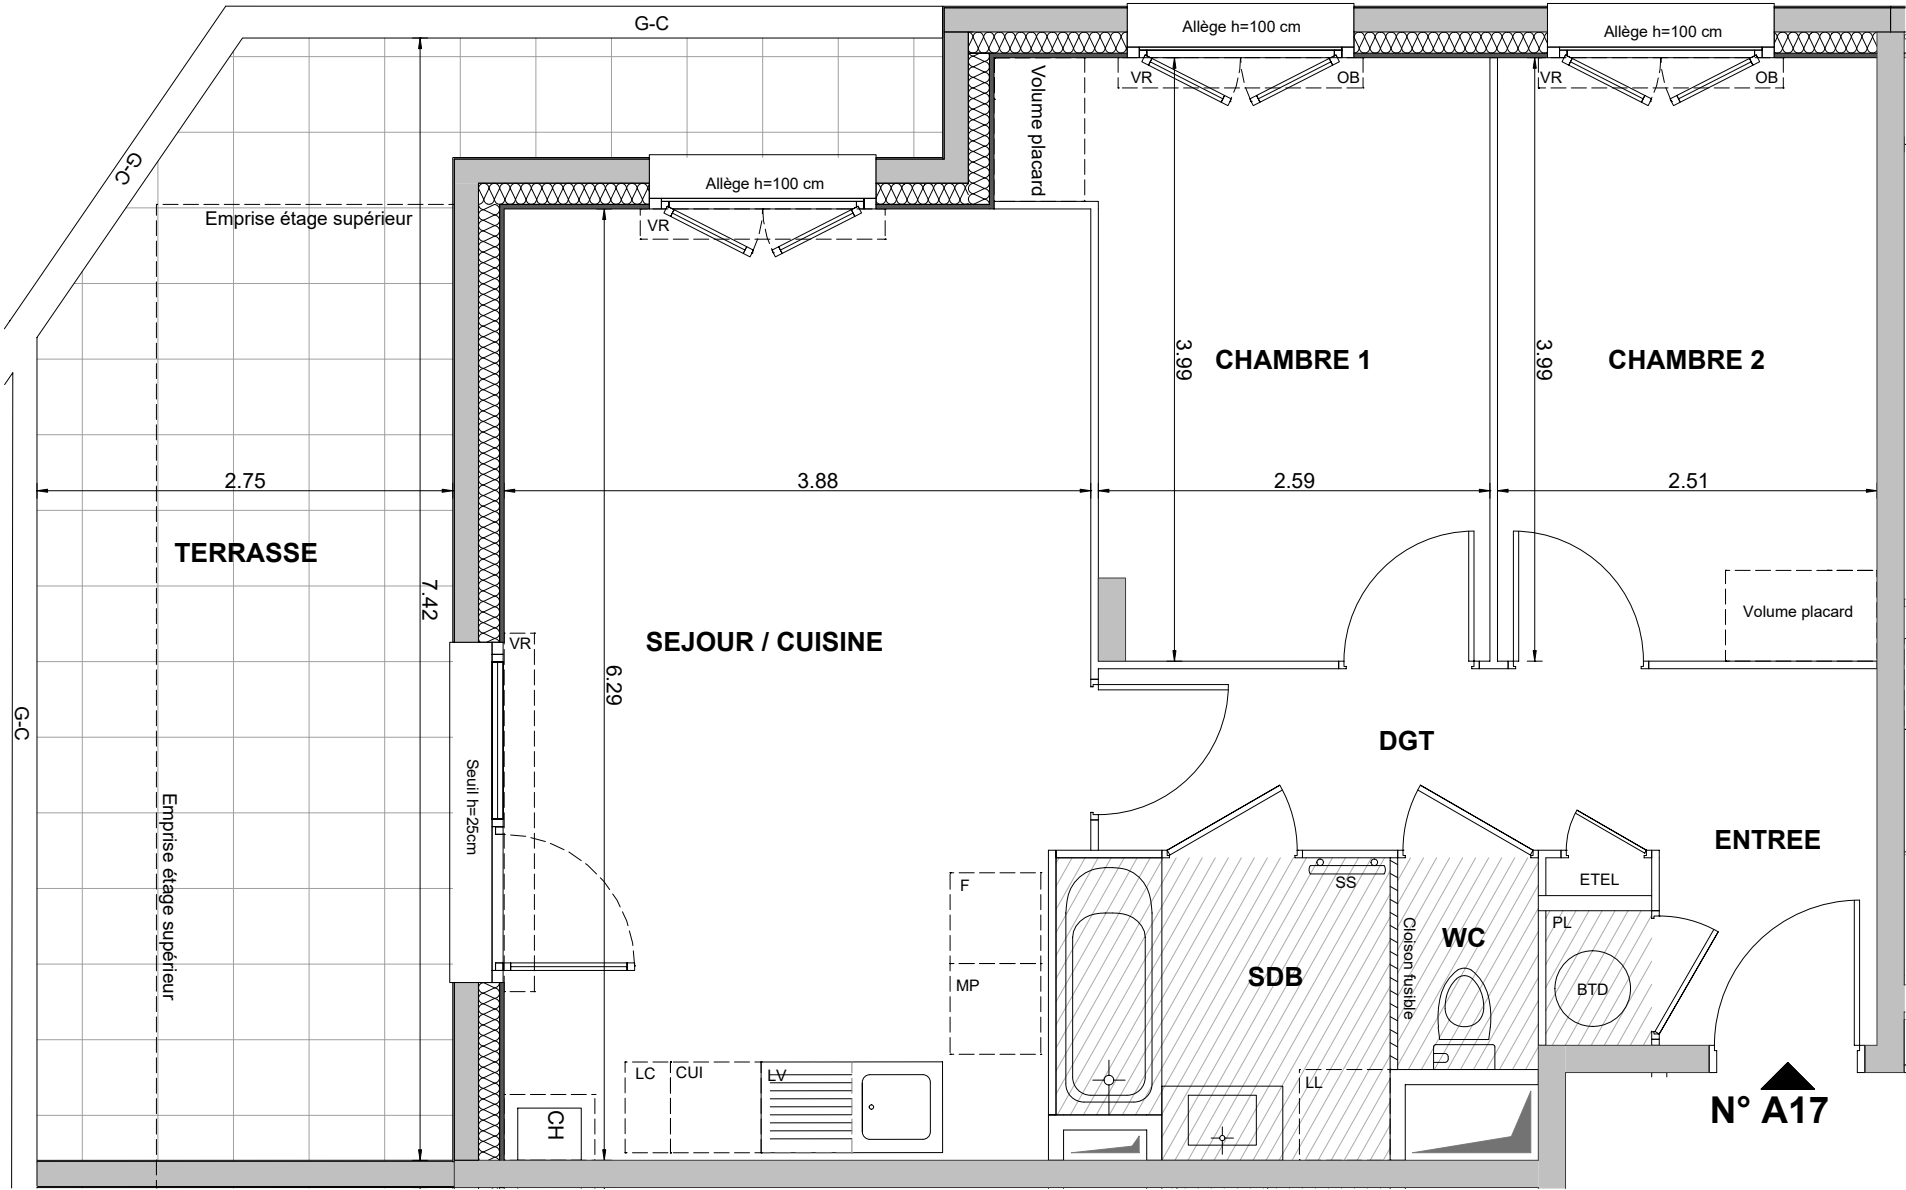 G-C
Allège h=100 cm
Allège h=100 cm
VR
OB
VR
OB
Volume placard
G-C
Allège h=100 cm
VR
Emprise étage supérieur
3.99
CHAMBRE 1
3.99
CHAMBRE 2
2.75
3.88
2.59
2.51
TERRASSE
7.42
VR
SEJOUR / CUISINE
Volume placard
6.29
G-C
DGT
Seuil h=25cm
Emprise étage supérieur
ENTREE
F
SS
ETEL
PL
Cloison fusible
WC
MP
SDB
BTD
LC
CUI
LV
LL
CH
N° A17